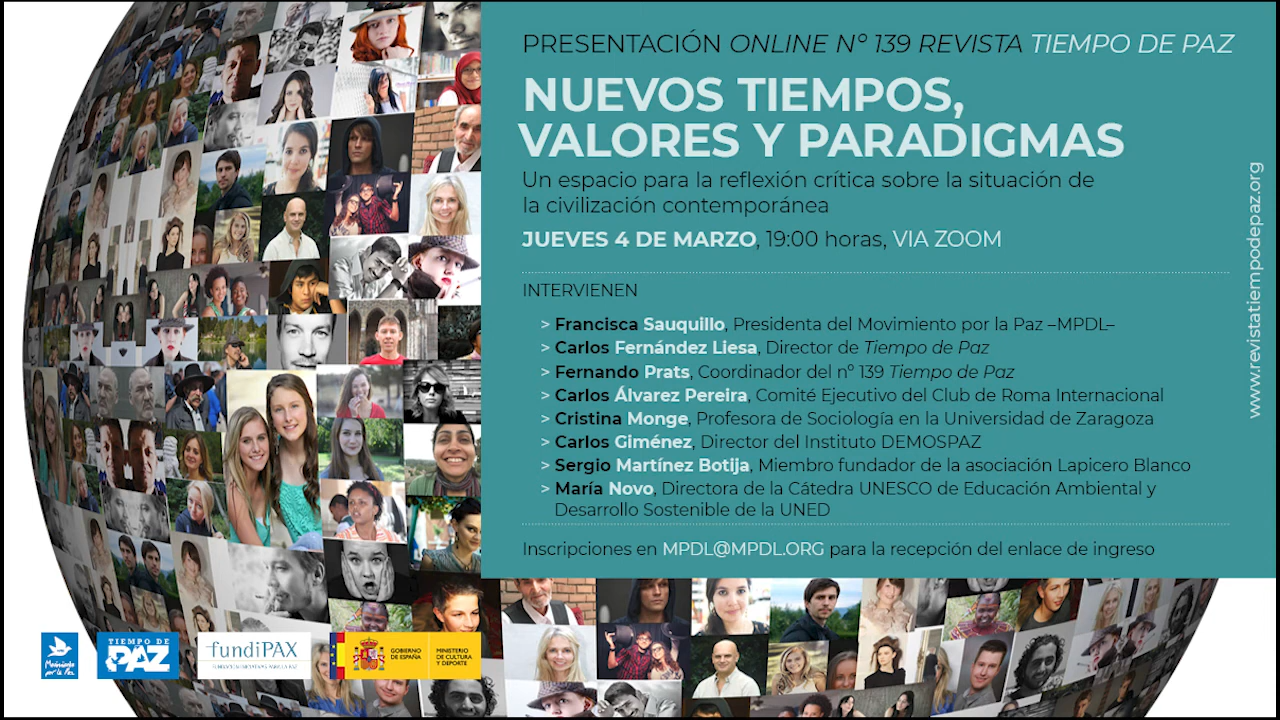 PRESENTACIÓN ONLINE Nº 139 REVISTA TIEMPO DE PAZ
NUEVOS TIEMPOS,
VALORES Y PARADIGMAS
Un espacio para la reflexión crítica sobre la situación de
la civilización contemporánea
JUEVES 4 DE MARZO, 19:00 horas, VIA ZOOM
INTERVIENEN
> Francisca Sauquillo, Presidenta del Movimiento por la Paz –MPDL–
> Carlos Fernández Liesa, Director de Tiempo de Paz
> Fernando Prats, Coordinador del nº 139 Tiempo de Paz
> Carlos Álvarez Pereira, Comité Ejecutivo del Club de Roma Internacional
> Cristina Monge, Profesora de Sociología en la Universidad de Zaragoza
> Carlos Giménez, Director del Instituto DEMOSPAZ
> Sergio Martínez Botija, Miembro fundador de la asociación Lapicero Blanco
> María Novo, Directora de la Cátedra UNESCO de Educación Ambiental y
Desarrollo Sostenible de la UNED
Inscripciones en MPDL@MPDL.ORG para la recepción del enlace de ingreso
www.revistatiempodepaz.org
Movimiento
por la Paz
TIEMPO DE
PAZ
fundiPAX
GOBIERNO
DE ESPAÑA
MINISTERIO
DE CULTURA
Y DEPORTE